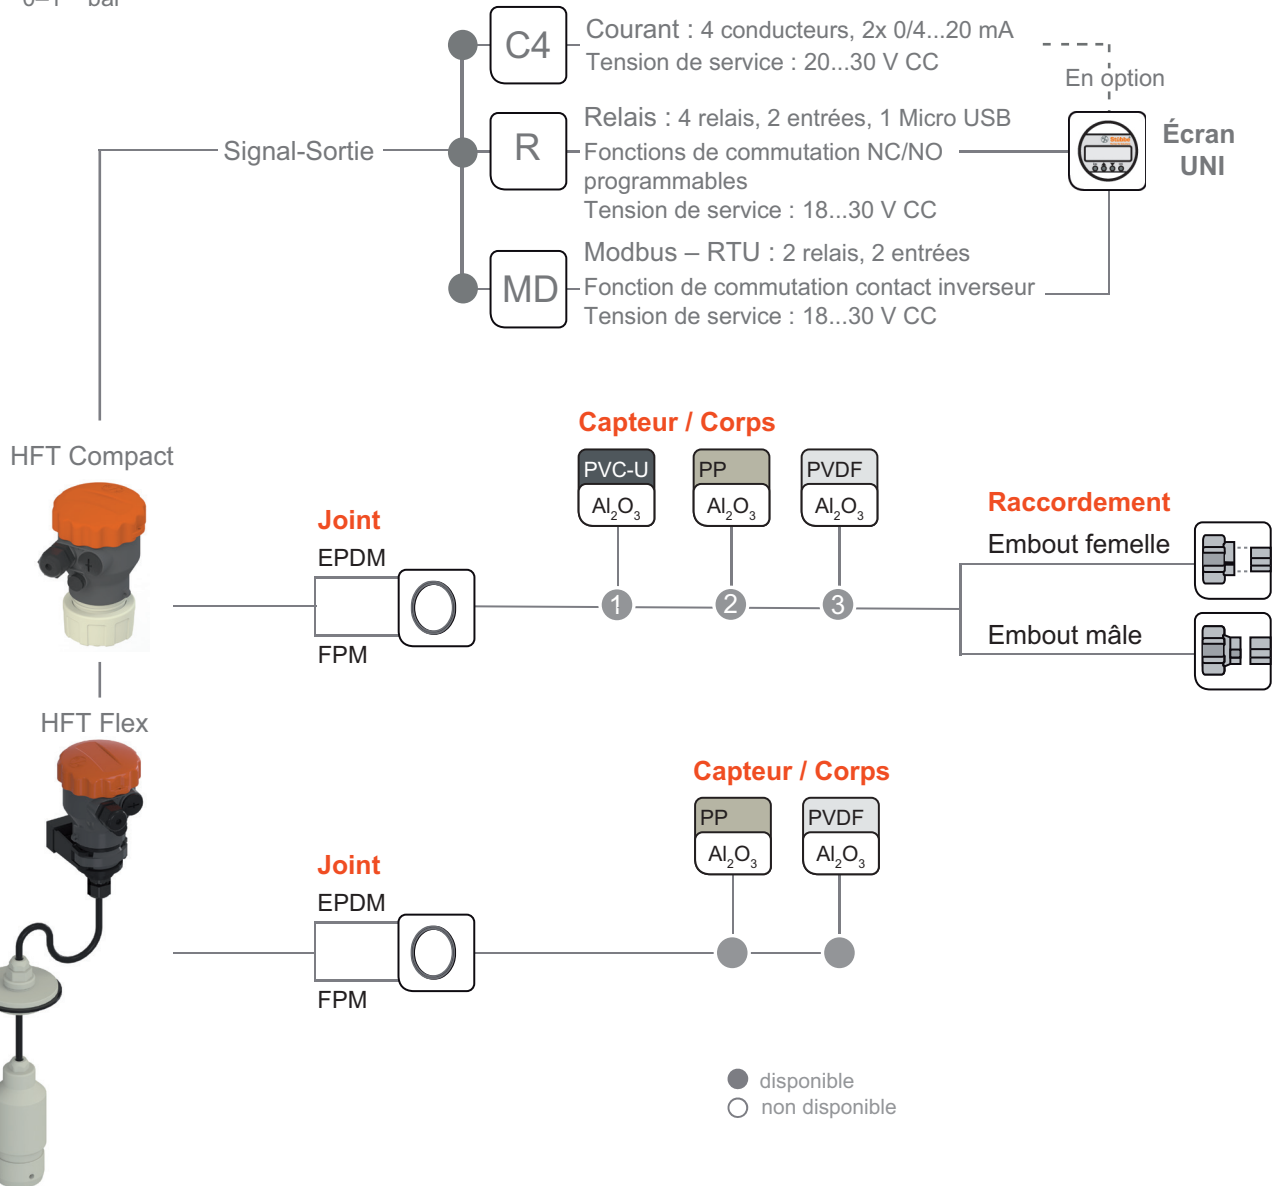 C4
Courant : 4 conducteurs, 2x 0/4...20 mA
Tension de service : 20...30 V CC
En option
Signal-Sortie
R
Relais : 4 relais, 2 entrées, 1 Micro USB
Fonctions de commutation NC/NO
programmables
Tension de service : 18...30 V CC
Écran
UNI
MD
Modbus – RTU : 2 relais, 2 entrées
Fonction de commutation contact inverseur
Tension de service : 18...30 V CC
HFT Compact
Joint
EPDM
FPM
Capteur / Corps
PVC-U
Al2O3
PP
Al2O3
PVDF
Al2O3
1
2
3
Raccordement
Embout femelle
Embout mâle
HFT Flex
Joint
EPDM
FPM
Capteur / Corps
PP
Al2O3
PVDF
Al2O3
disponible
non disponible